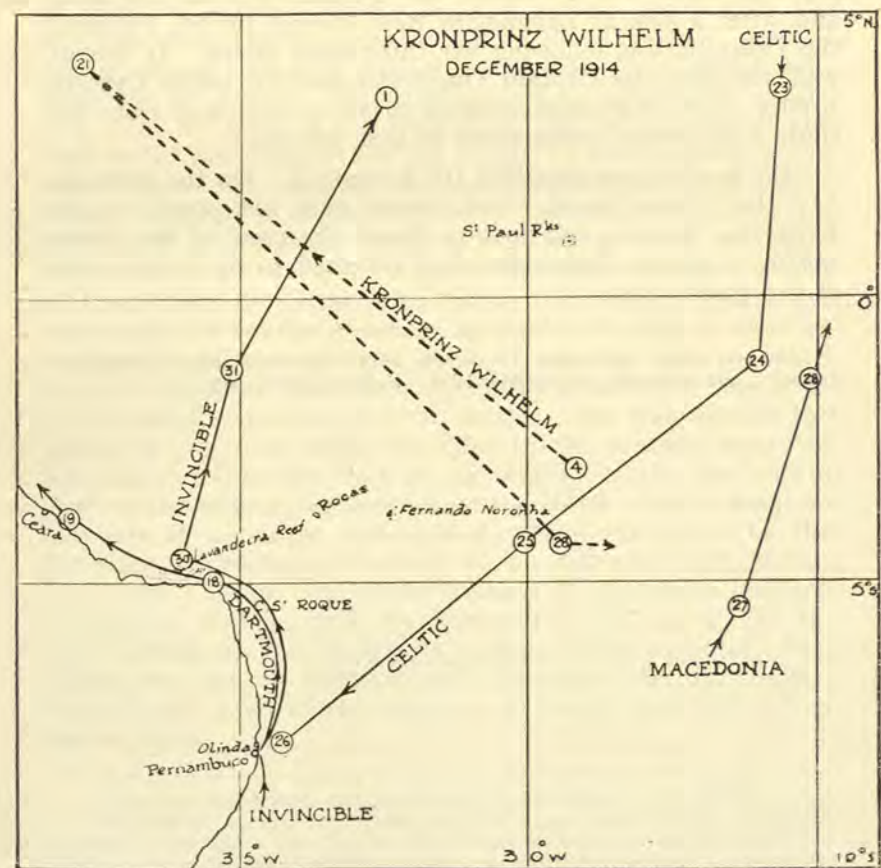 5°N.
KRONPRINZ WILHELM
DECEMBER 1914
CELTIC
21
1
23
St Paul Rks
0°
KRONPRINZ WILHELM
24
31
28
INVINCIBLE
4
Rocas
Fernando Noronha
19
Ceara
Lavandeira Reef
30
25
28
18
5°S
C. St ROQUE
DARTMOUTH
27
CELTIC
MACEDONIA
26
Olinda
Pernambuco
INVINCIBLE
35°W
30°W
10°S